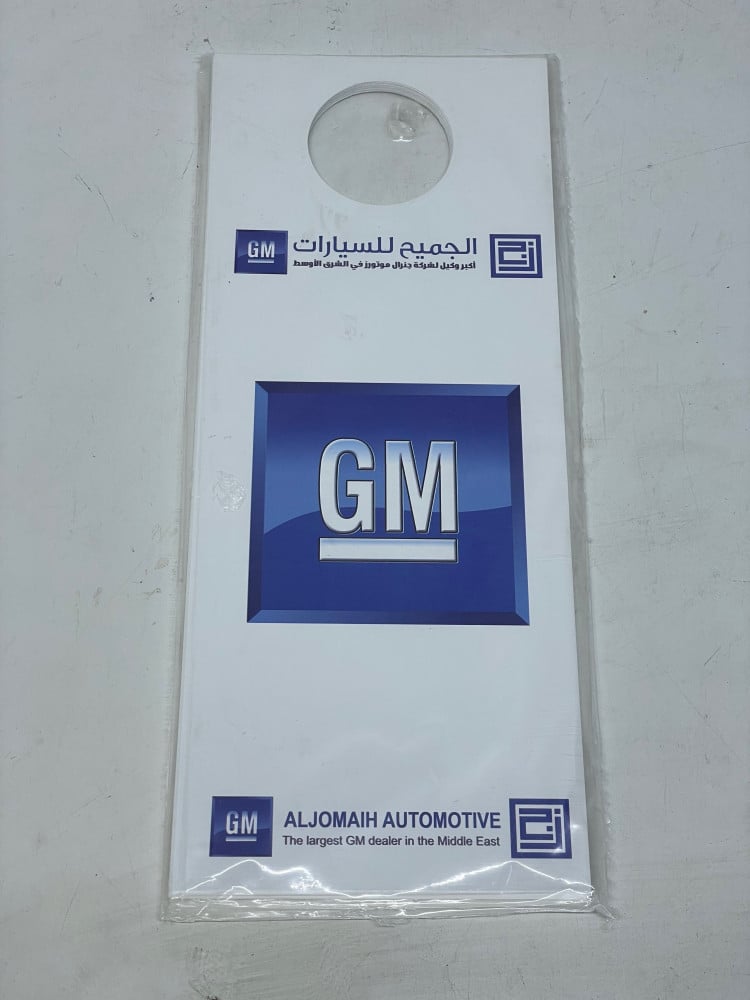 GM
الجميح للسيارات
أكبر وكيل لشركة جنرال موتورز في الشرق الأوسط
GM
GM
ALJOMAIH AUTOMOTIVE
The largest GM dealer in the Middle East